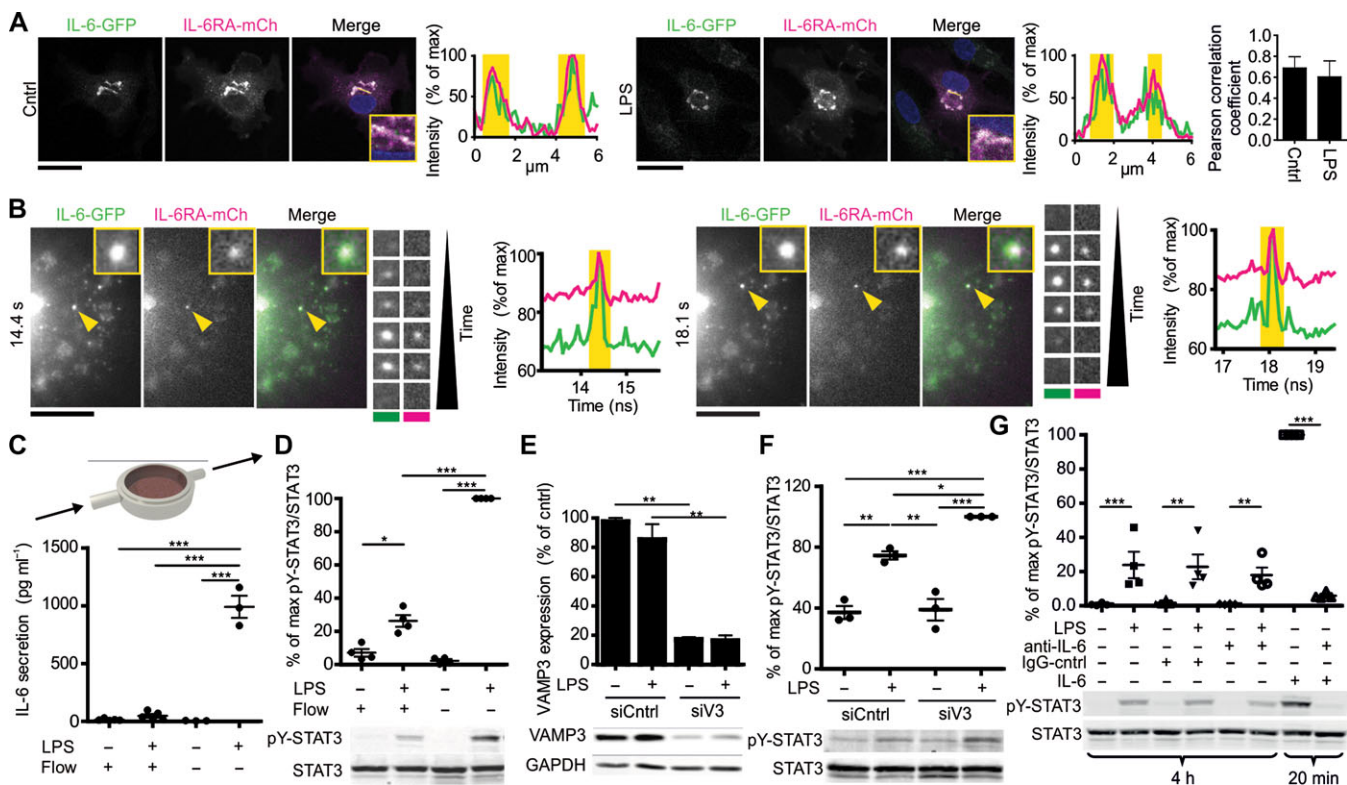 A
IL-6-GFP IL-6RA-mCh Merge
Cntrl
Intensity (% of max)
100
50
0
0 2 4 6
µm
LPS
IL-6-GFP IL-6RA-mCh Merge
Intensity (% of max)
100
50
0
0 2 4 6
µm
Pearson correlation
coefficient
1.0
0.8
0.6
0.4
0.2
0.0
Cntrl
LPS
B
IL-6-GFP IL-6RA-mCh Merge
14.4 s
Time
Intensity (%of max)
100
80
60
14 15
Time (ns)
IL-6-GFP IL-6RA-mCh Merge
18.1 s
Time
Intensity (%of max)
100
80
60
17 18 19
Time (ns)
C
IL-6 secretion (pg ml⁻¹)
1500
1000
500
0
***
***
***
LPS − + − +
Flow + + − −
D
% of max pY-STAT3/STAT3
100
80
60
40
20
0
***
***
*
LPS − + − +
Flow + + − −
pY-STAT3
STAT3
E
VAMP3 expression (% of cntrl)
100
80
60
40
20
0
**
**
LPS − + − +
siCntrl siV3
VAMP3
GAPDH
F
% of max pY-STAT3/STAT3
120
80
40
0
***
*
***
** **
LPS − + − +
siCntrl siV3
pY-STAT3
STAT3
G
% of max pY-STAT3/STAT3
100
80
60
40
20
0.0
***
*** ** **
LPS − + − + − + − −
anti-IL-6 − − − − + + − +
IgG-cntrl − − + + − − − −
IL-6 − − − − − − + +
pY-STAT3
STAT3
4 h 20 min